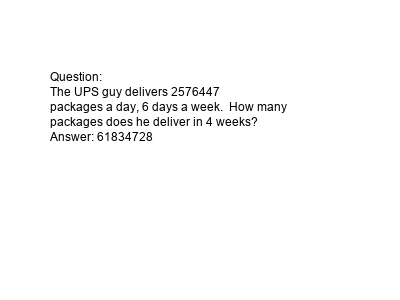 Question:
The UPS guy delivers 2576447
packages a day, 6 days a week.  How many
packages does he deliver in 4 weeks?
Answer: 61834728